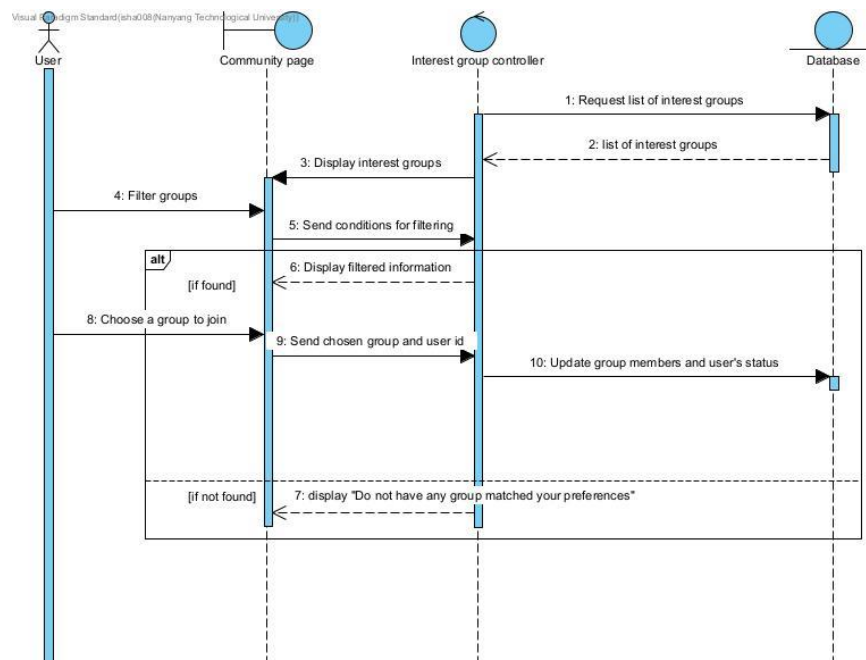 Visual Paradigm Standard(isha008(Nanyang Technological University))
User
Community page
Interest group controller
Database
1: Request list of interest groups
2: list of interest groups
3: Display interest groups
4: Filter groups
5: Send conditions for filtering
alt
6: Display filtered information
[if found]
8: Choose a group to join
9: Send chosen group and user id
10: Update group members and user's status
[if not found]
7: display "Do not have any group matched your preferences"